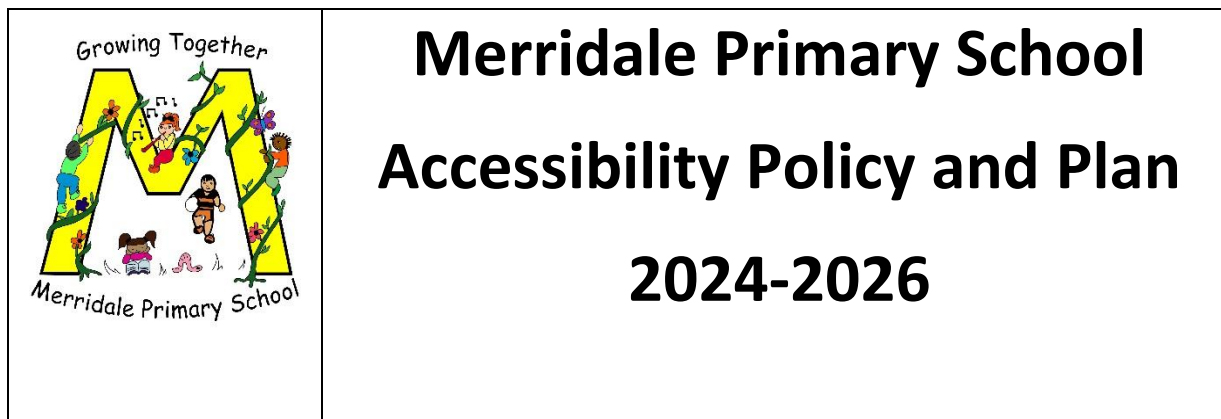 Growing Together
Merridale Primary School
Merridale Primary School
Accessibility Policy and Plan
2024-2026